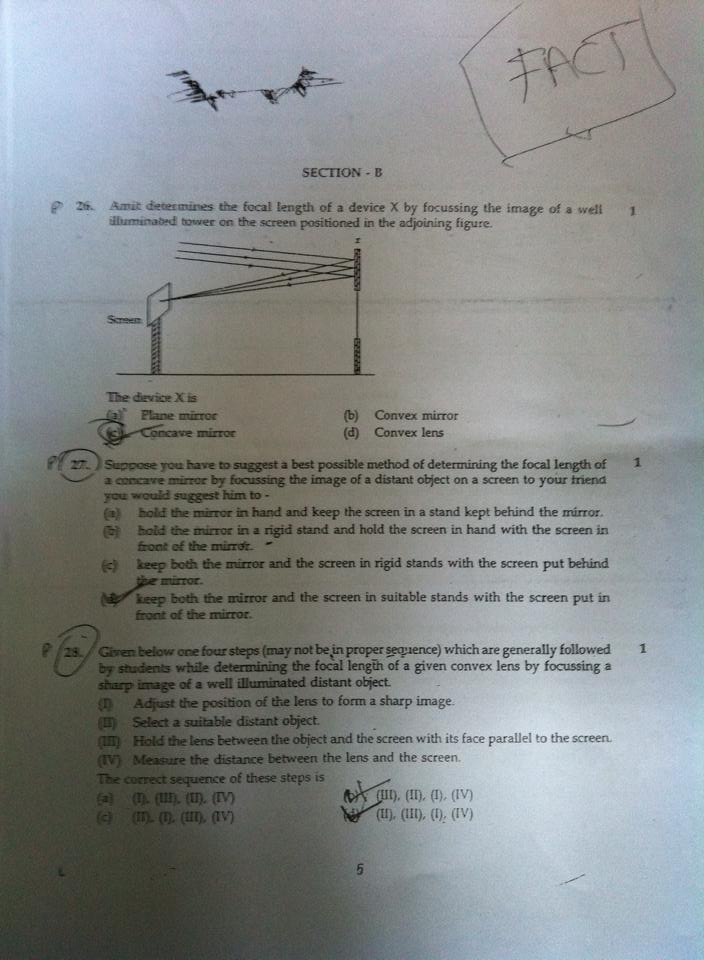 FACT
SECTION - B
26. Amit determines the focal length of a device X by focussing the image of a well 1
illuminated tower on the screen positioned in the adjoining figure.
Screen
The device X is
(a) Plane mirror (b) Convex mirror
(c) Concave mirror (d) Convex lens
27. Suppose you have to suggest a best possible method of determining the focal length of 1
a concave mirror by focussing the image of a distant object on a screen to your friend
you would suggest him to -
(a) hold the mirror in hand and keep the screen in a stand kept behind the mirror.
(b) hold the mirror in a rigid stand and hold the screen in hand with the screen in
front of the mirror.
(c) keep both the mirror and the screen in rigid stands with the screen put behind
the mirror.
(d) keep both the mirror and the screen in suitable stands with the screen put in
front of the mirror.
28. Given below one four steps (may not be in proper sequence) which are generally followed 1
by students while determining the focal length of a given convex lens by focussing a
sharp image of a well illuminated distant object.
(I) Adjust the position of the lens to form a sharp image.
(II) Select a suitable distant object.
(III) Hold the lens between the object and the screen with its face parallel to the screen.
(IV) Measure the distance between the lens and the screen.
The correct sequence of these steps is
(a) (I), (III), (II), (IV) (b) (III), (II), (I), (IV)
(c) (II), (I), (III), (IV) (d) (II), (III), (I), (IV)
5